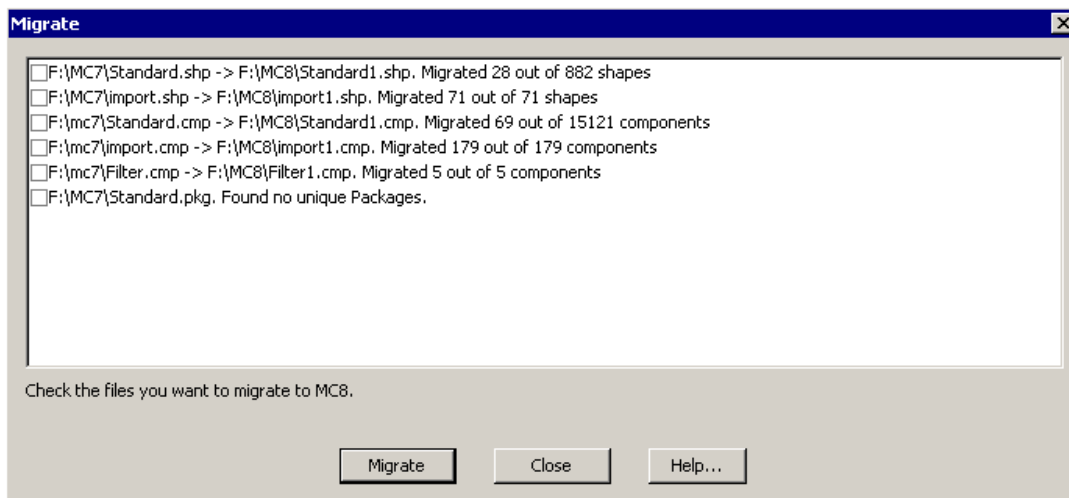 Migrate
F:\MC7\Standard.shp -> F:\MC8\Standard1.shp. Migrated 28 out of 882 shapes
F:\MC7\import.shp -> F:\MC8\import1.shp. Migrated 71 out of 71 shapes
F:\mc7\Standard.cmp -> F:\MC8\Standard1.cmp. Migrated 69 out of 15121 components
F:\mc7\import.cmp -> F:\MC8\import1.cmp. Migrated 179 out of 179 components
F:\mc7\Filter.cmp -> F:\MC8\Filter1.cmp. Migrated 5 out of 5 components
F:\MC7\Standard.pkg. Found no unique Packages.
Check the files you want to migrate to MC8.
Migrate Close Help...